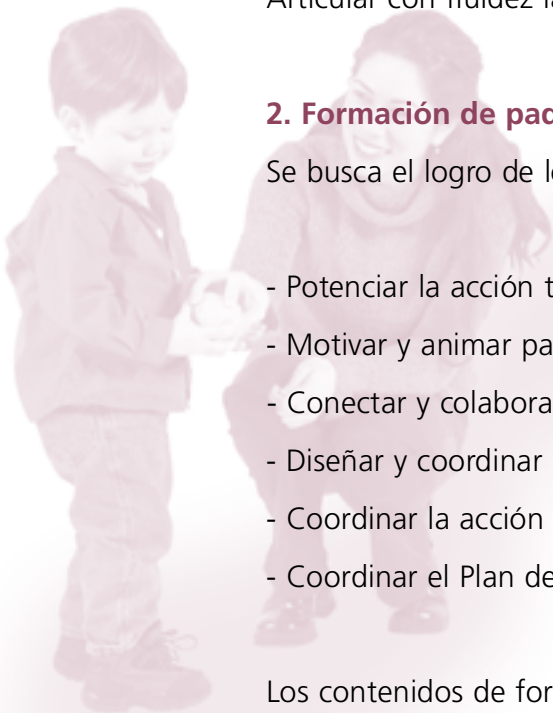 Articular con fluidez l
2. Formación de pad
Se busca el logro de l
- Potenciar la acción t
- Motivar y animar pa
- Conectar y colabora
- Diseñar y coordinar
- Coordinar la acción
- Coordinar el Plan de
Los contenidos de for